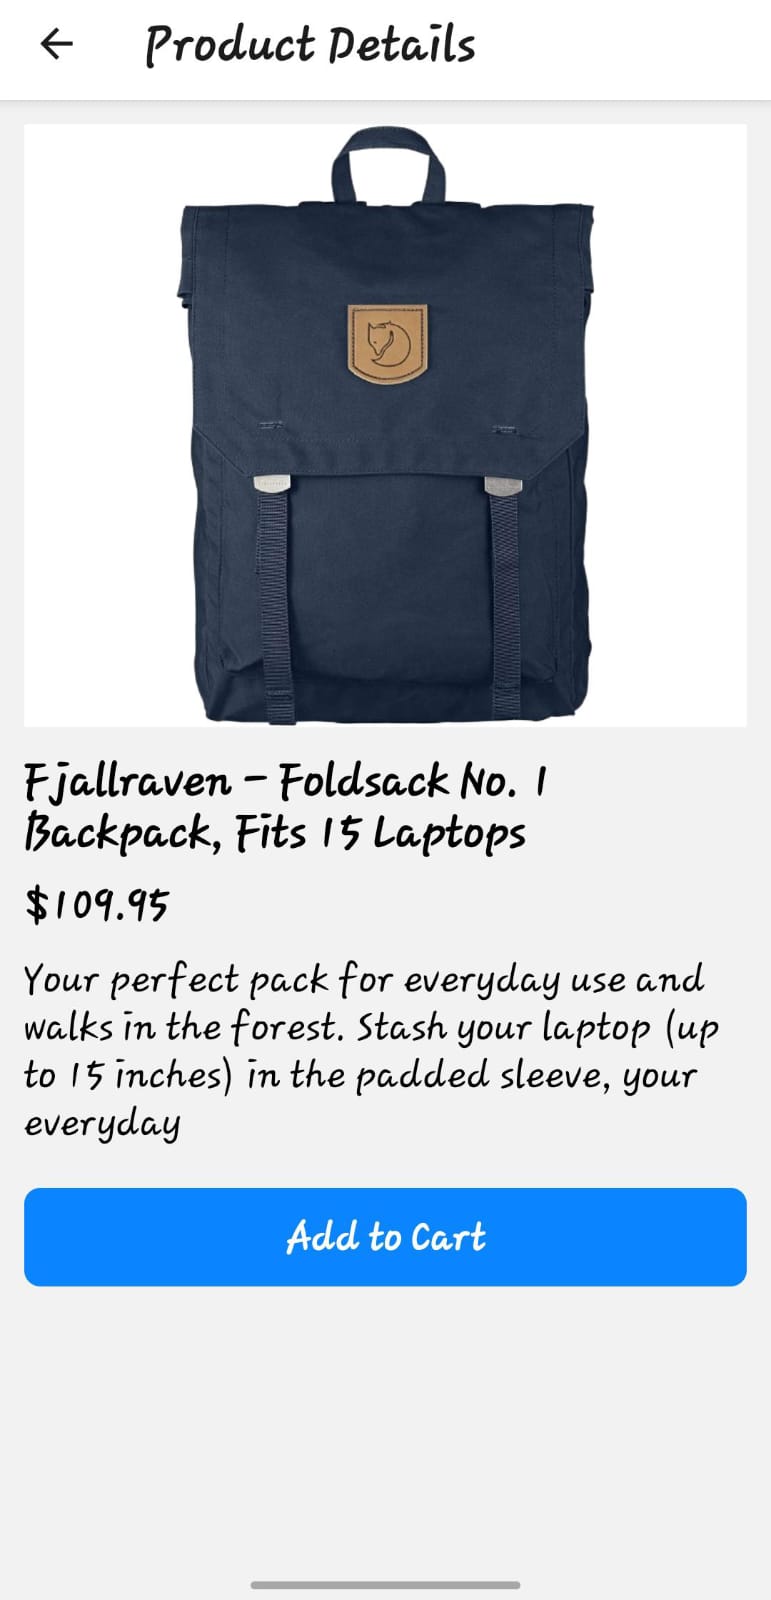 Product Details
Fjallraven - Foldsack No. 1
Backpack, Fits 15 Laptops
$109.95
Your perfect pack for everyday use and
walks in the forest. Stash your laptop (up
to 15 inches) in the padded sleeve, your
everyday
Add to Cart